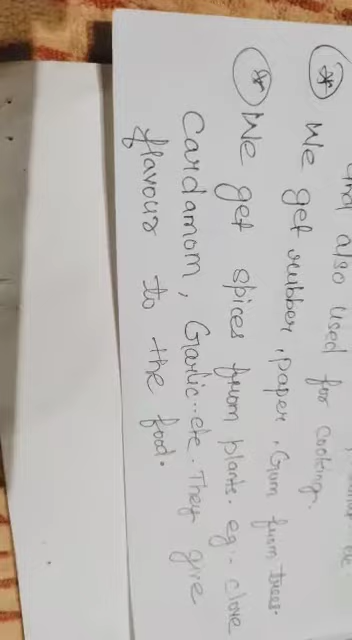 and also used for cooking.
* We get rubber, paper, Gum from trees.
* We get spices from plants. eg:- clove
Cardamom, Garlic..etc. They give
flavour to the food.